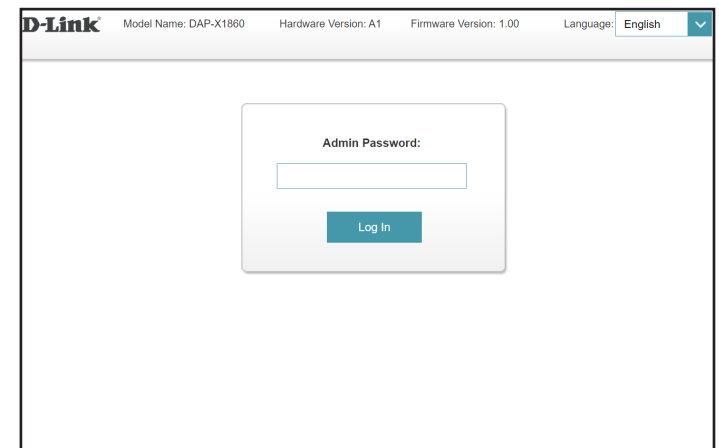 D-Link Model Name: DAP-X1860 Hardware Version: A1 Firmware Version: 1.00 Language: English
Admin Password:
Log In